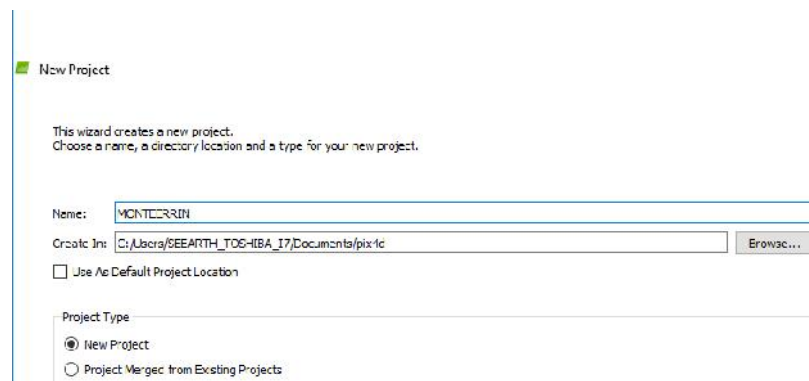 New Project
This wizard creates a new project.
Choose a name, a directory location and a type for your new project.
Name:
Create In: C:/Users/SEEARTH_TOSHIBA_I7/Documents/pix4d Browse...
Use As Default Project Location
Project Type
New Project
Project Merged from Existing Projects